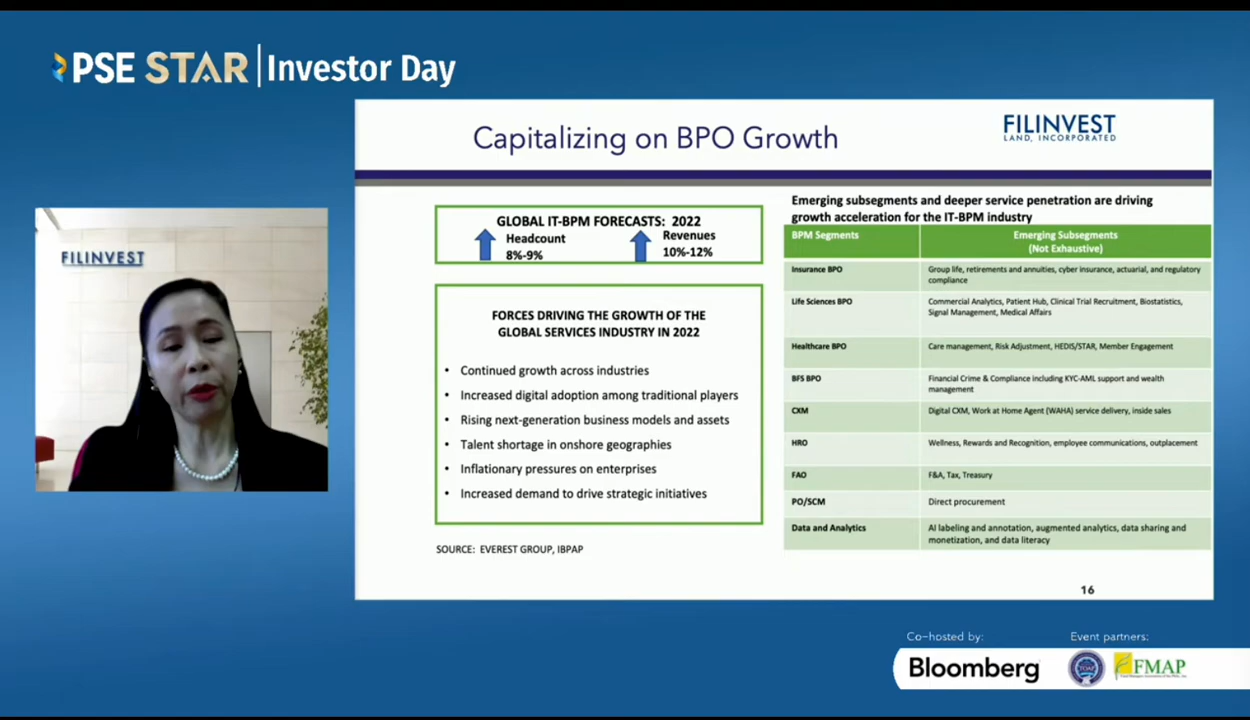 PSE STAR Investor Day
Capitalizing on BPO Growth
FILINVEST
LAND, INCORPORATED
FILINVEST
GLOBAL IT-BPM FORECASTS: 2022
Headcount
8%-9%
Revenues
10%-12%
FORCES DRIVING THE GROWTH OF THE
GLOBAL SERVICES INDUSTRY IN 2022
• Continued growth across industries
• Increased digital adoption among traditional players
• Rising next-generation business models and assets
• Talent shortage in onshore geographies
• Inflationary pressures on enterprises
• Increased demand to drive strategic initiatives
SOURCE: EVEREST GROUP, IBPAP
Emerging subsegments and deeper service penetration are driving
growth acceleration for the IT-BPM industry
BPM Segments
Emerging Subsegments
(Not Exhaustive)
Insurance BPO
Group life, retirements and annuities, cyber insurance, actuarial, and regulatory
compliance
Life Sciences BPO
Commercial Analytics, Patient Hub, Clinical Trial Recruitment, Biostatistics,
Signal Management, Medical Affairs
Healthcare BPO
Care management, Risk Adjustment, HEDIS/STAR, Member Engagement
BFS BPO
Financial Crime & Compliance including KYC-AML support and wealth
management
CXM
Digital CXM, Work at Home Agent (WAHA) service delivery, inside sales
HRO
Wellness, Rewards and Recognition, employee communications, outplacement
FAO
F&A, Tax, Treasury
PO/SCM
Direct procurement
Data and Analytics
AI labeling and annotation, augmented analytics, data sharing and
monetization, and data literacy
16
Co-hosted by:
Bloomberg
Event partners:
FMAP